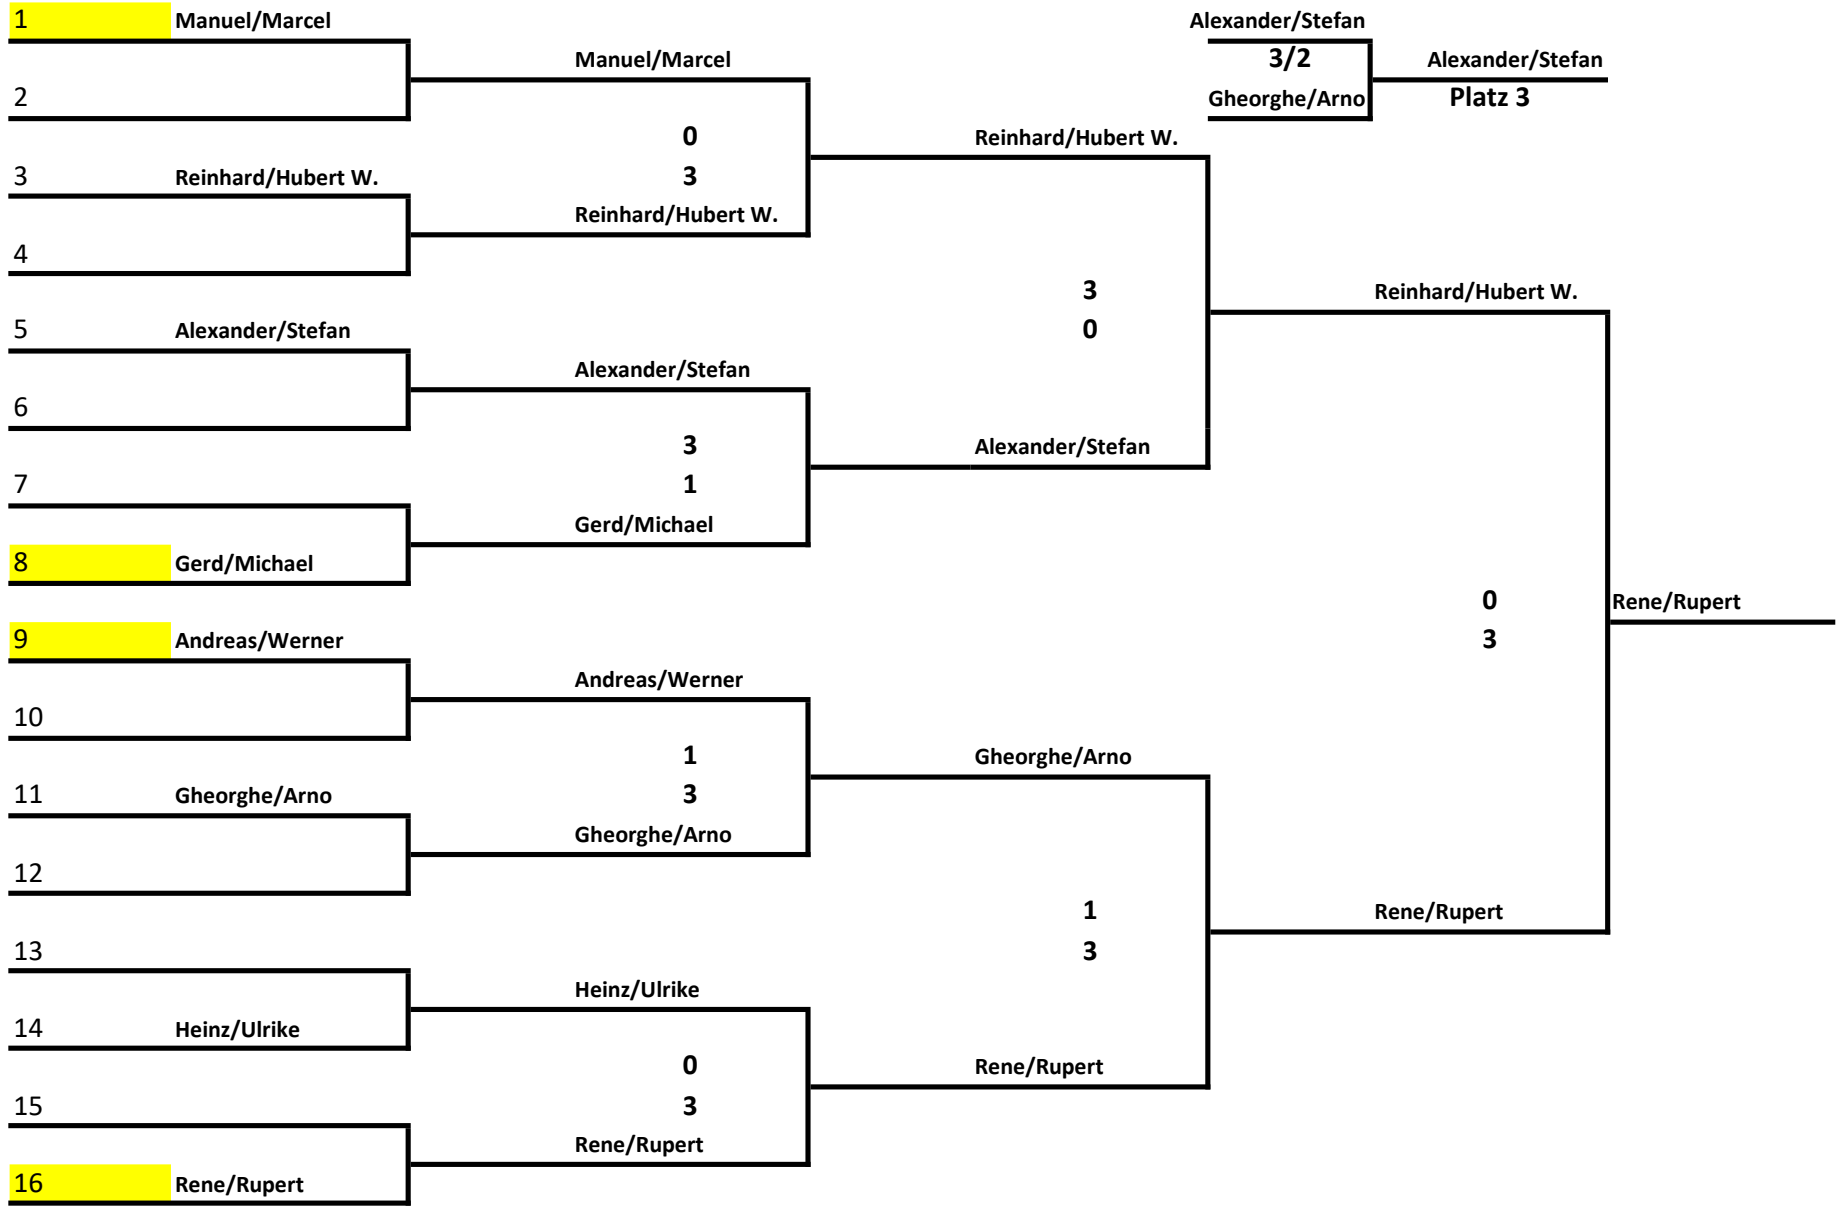 1 Manuel/Marcel Alexander/Stefan
Manuel/Marcel 3/2 Alexander/Stefan
2 Gheorghe/Arno Platz 3
0 Reinhard/Hubert W.
3 Reinhard/Hubert W. 3
Reinhard/Hubert W.
4
3 Reinhard/Hubert W.
5 Alexander/Stefan 0
Alexander/Stefan
6
3 Alexander/Stefan
7 1
Gerd/Michael
8 Gerd/Michael
0 Rene/Rupert
9 Andreas/Werner 3
Andreas/Werner
10
1 Gheorghe/Arno
11 Gheorghe/Arno 3
Gheorghe/Arno
12
1 Rene/Rupert
13 3
Heinz/Ulrike
14 Heinz/Ulrike
0 Rene/Rupert
15 3
Rene/Rupert
16 Rene/Rupert